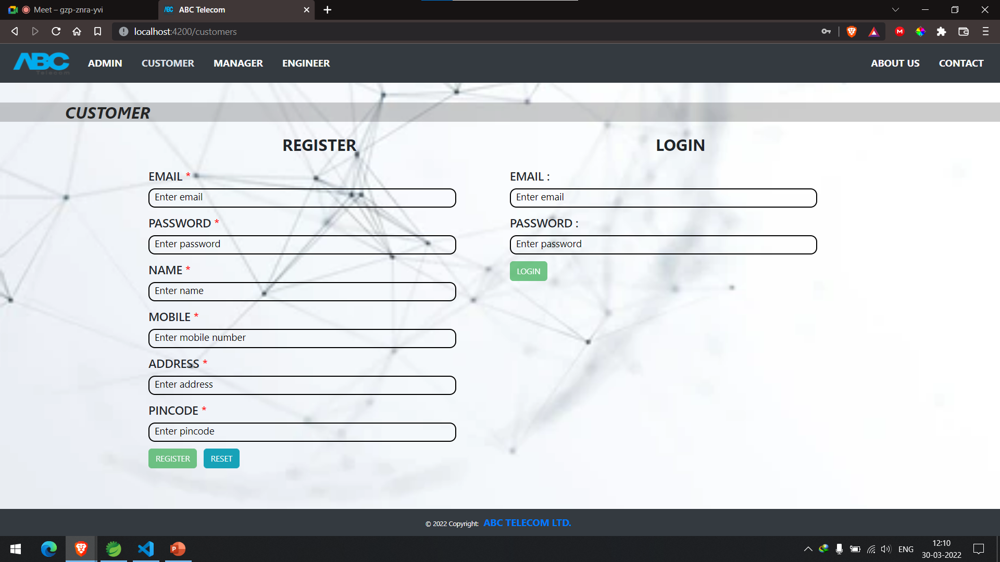 Meet – gzp-znra-yvi
ABC ABC Telecom
localhost:4200/customers
M
ABC
Telecom
ADMIN CUSTOMER MANAGER ENGINEER ABOUT US CONTACT
CUSTOMER
REGISTER
EMAIL *
Enter email
PASSWORD *
Enter password
NAME *
Enter name
MOBILE *
Enter mobile number
ADDRESS *
Enter address
PINCODE *
Enter pincode
REGISTER RESET
LOGIN
EMAIL :
Enter email
PASSWORD :
Enter password
LOGIN
© 2022 Copyright: ABC TELECOM LTD.
P
ENG
12:10
30-03-2022